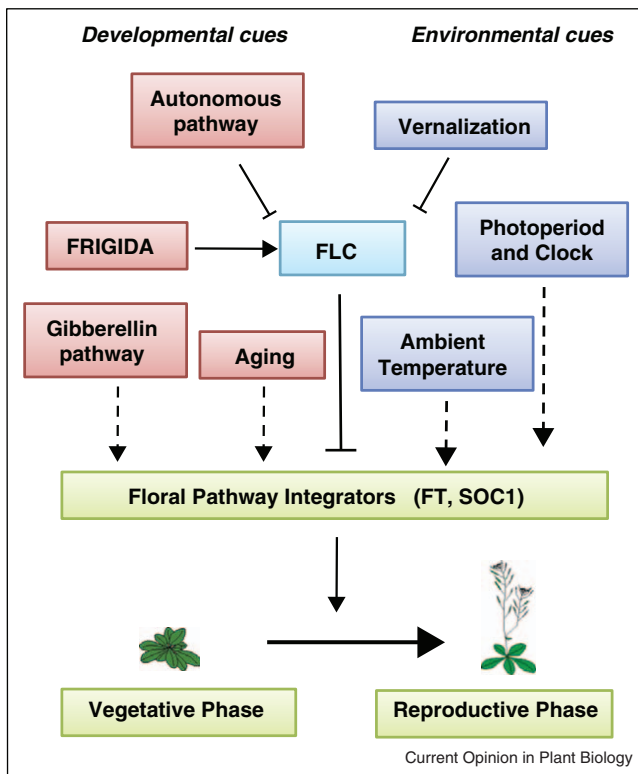 Developmental cues
Environmental cues
Autonomous
pathway
Vernalization
FRIGIDA
FLC
Photoperiod
and Clock
Gibberellin
pathway
Aging
Ambient
Temperature
Floral Pathway Integrators (FT, SOC1)
Vegetative Phase
Reproductive Phase
Current Opinion in Plant Biology